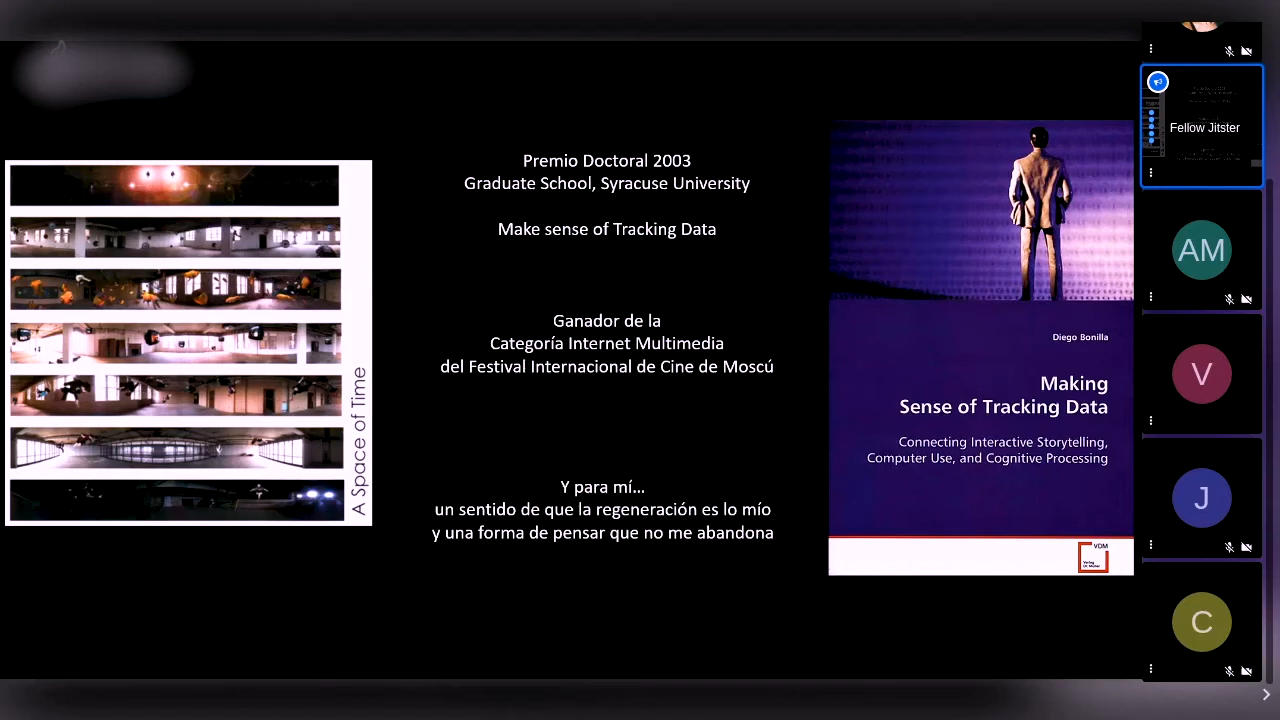 A Space of Time
Premio Doctoral 2003
Graduate School, Syracuse University
Make sense of Tracking Data
Ganador de la
Categoría Internet Multimedia
del Festival Internacional de Cine de Moscú
Y para mí...
un sentido de que la regeneración es lo mío
y una forma de pensar que no me abandona
Diego Bonilla
Making
Sense of Tracking Data
Connecting Interactive Storytelling,
Computer Use, and Cognitive Processing
VDM
Fellow Jitster
AM
V
J
C